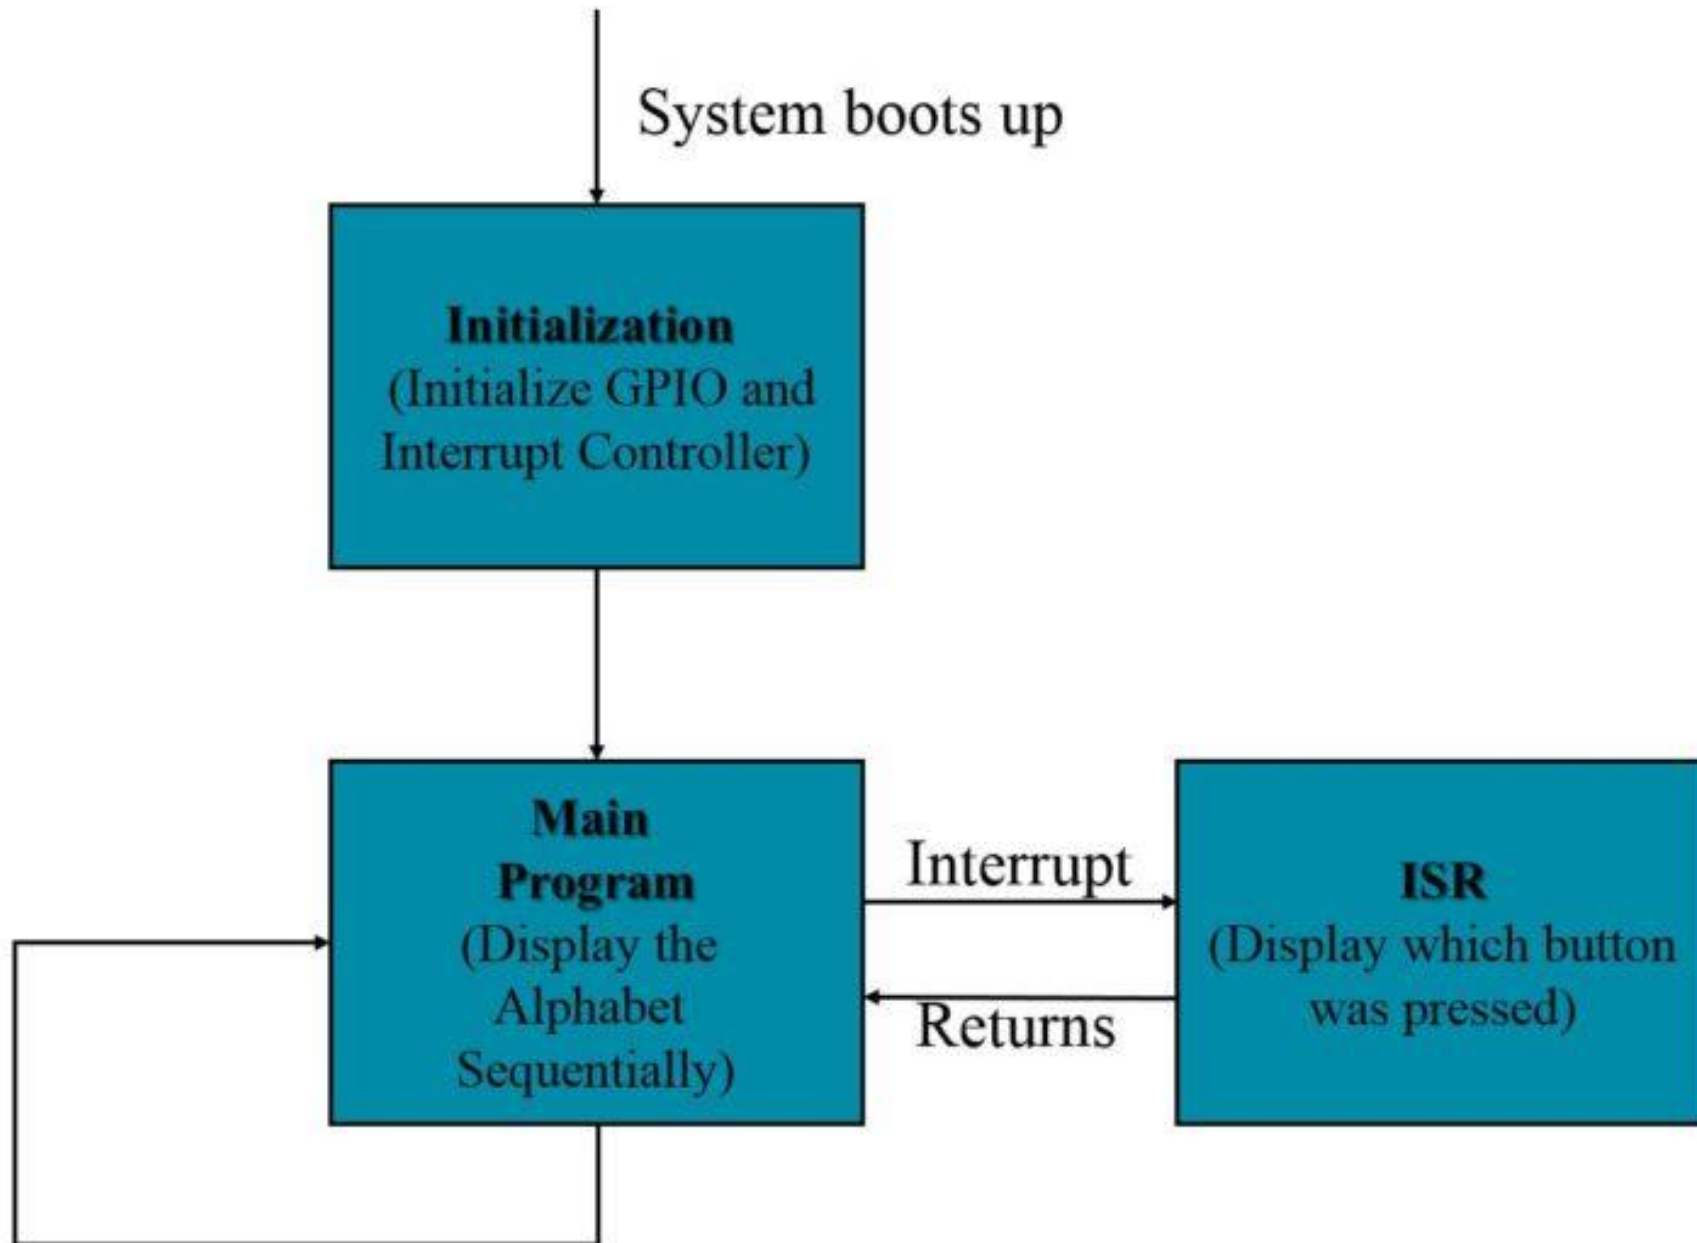 System boots up
Initialization
(Initialize GPIO and
Interrupt Controller)
Main
Program
(Display the
Alphabet
Sequentially)
Interrupt
Returns
ISR
(Display which button
was pressed)